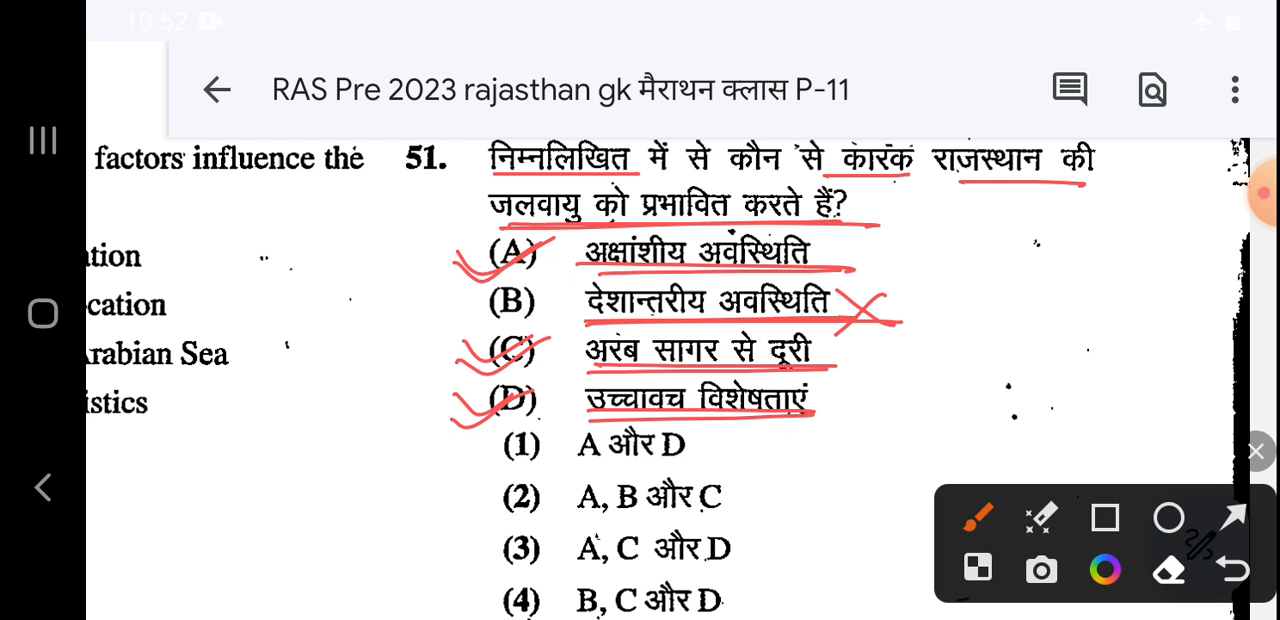 10:52
RAS Pre 2023 rajasthan gk मैराथन क्लास P-11
factors influence the
51. निम्नलिखित में से कौन से कारक राजस्थान की
जलवायु को प्रभावित करते हैं?
ation
(A) अक्षांशीय अवस्थिति
cation
(B) देशान्तरीय अवस्थिति
Arabian Sea
(C) अरब सागर से दूरी
istics
(D) उच्चावच विशेषताएं
(1) A और D
(2) A, B और C
(3) A, C और D
(4) B, C और D